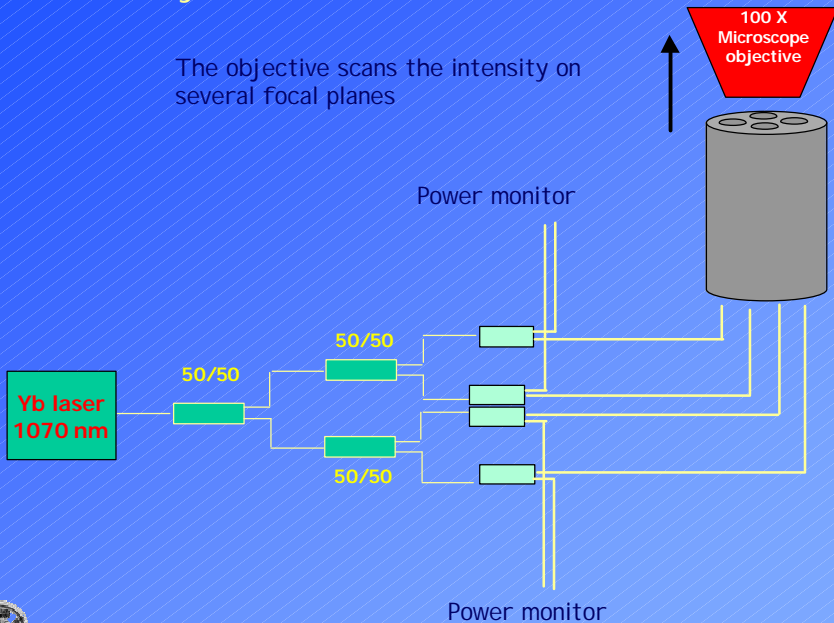 100 X
Microscope
objective
The objective scans the intensity on
several focal planes
Power monitor
50/50
50/50
Yb laser
1070 nm
50/50
Power monitor